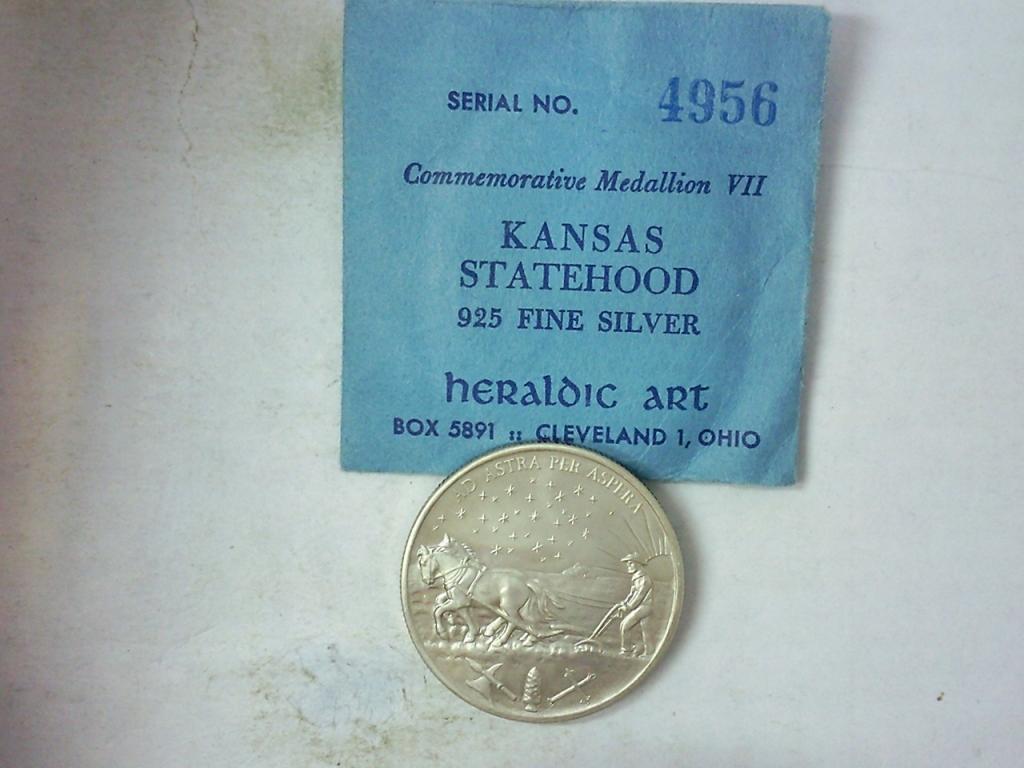 SERIAL NO. 4956
Commemorative Medallion VII
KANSAS
STATEHOOD
925 FINE SILVER
heraldic art
BOX 5891 :: CLEVELAND 1, OHIO
AD ASTRA PER ASPERA